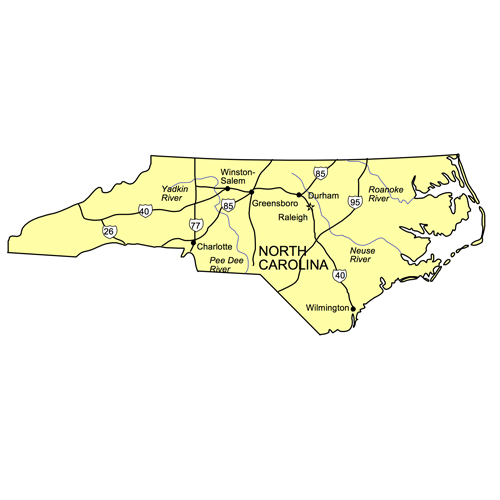 Winston-
Salem
85
Yadkin
River
Durham
Roanoke
River
Greensboro
95
85
40
Raleigh
77
26
Charlotte
NORTH
CAROLINA
Neuse
River
Pee Dee
River
40
Wilmington